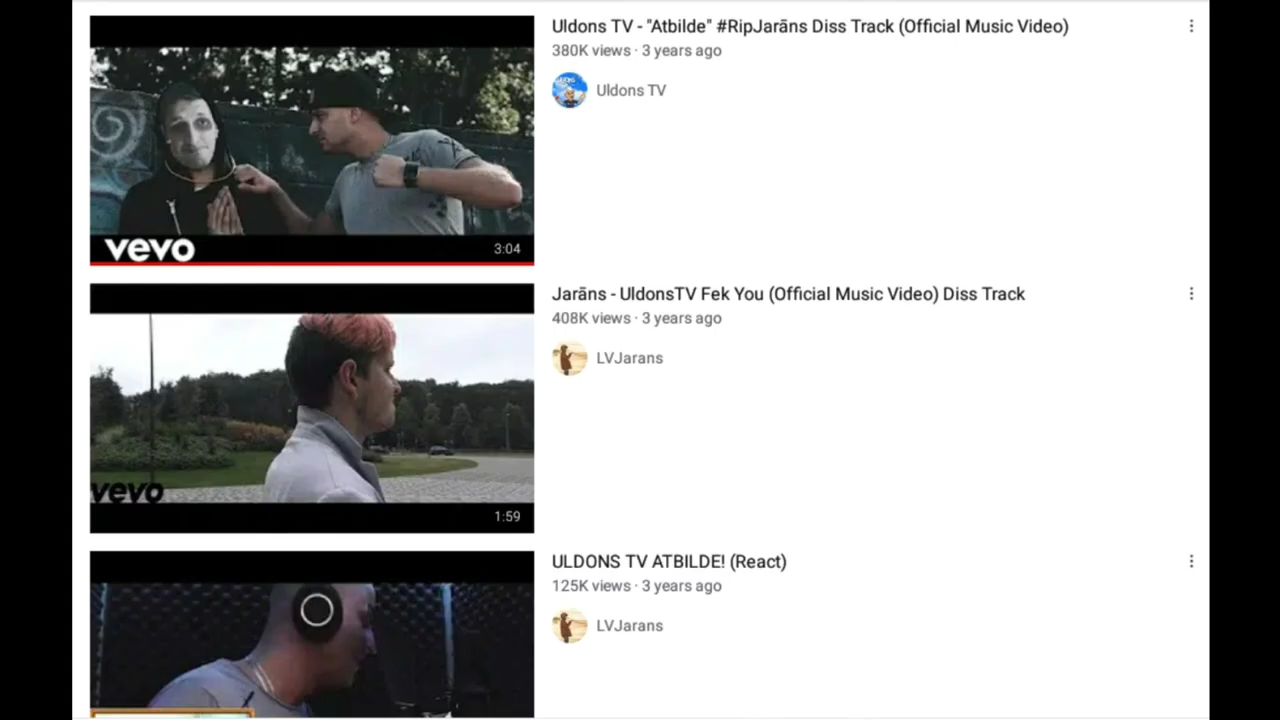 Uldons TV - "Atbilde" #RipJarāns Diss Track (Official Music Video)
380K views · 3 years ago
Uldons TV
vevo
3:04
Jarāns - UldonsTV Fek You (Official Music Video) Diss Track
408K views · 3 years ago
LVJarans
vevo
1:59
ULDONS TV ATBILDE! (React)
125K views · 3 years ago
LVJarans